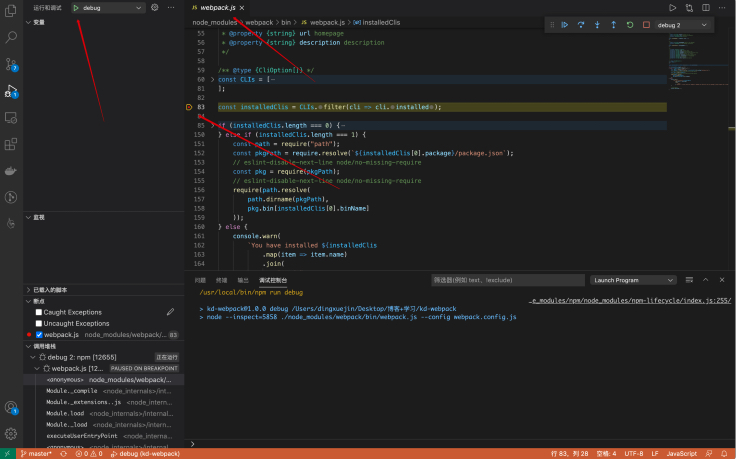 运行和调试 debug
webpack.js
node_modules > webpack > bin > webpack.js > installedClis
debug 2
变量
55 * @property {string} url homepage
56 * @property {string} description description
57 */
58
59 /** @type {CliOption[]} */
60 const CLIs = [
81 ];
82
83 const installedClis = CLIs.filter(cli => cli.installed);
84
85 if (installedClis.length === 0) {
150 } else if (installedClis.length === 1) {
151 const path = require("path");
152 const pkgPath = require.resolve(`${installedClis[0].package}/package.json`);
153 // eslint-disable-next-line node/no-missing-require
154 const pkg = require(pkgPath);
155 // eslint-disable-next-line node/no-missing-require
156 require(path.resolve(
157 path.dirname(pkgPath),
158 pkg.bin[installedClis[0].binName]
159 ));
160 } else {
161 console.warn(
162 `You have installed ${installedClis
163 .map(item => item.name)
164 .join(
监视
已载入的脚本
断点
Caught Exceptions
Uncaught Exceptions
webpack.js node_modules/webpack/... 83
调用堆栈
debug 2: npm [12655] 正在运行
webpack.js [12... PAUSED ON BREAKPOINT
<anonymous> node_modules/webpack/...
Module._compile <node_internals>/int...
Module._extensions..js <node_intern...
Module.load <node_internals>/internal...
Module._load <node_internals>/interna...
executeUserEntryPoint <node_interna...
<anonymous> <node_internals>/internal...
问题 终端 输出 调试控制台
筛选器(例如 text、!exclude)
Launch Program
/usr/local/bin/npm run debug
…e_modules/npm/node_modules/npm-lifecycle/index.js:255/
> kd-webpack@1.0.0 debug /Users/dingxuejin/Desktop/博客+学习/kd-webpack
> node --inspect=5858 ./node_modules/webpack/bin/webpack.js --config webpack.config.js
master* 0 0 debug (kd-webpack) 行 83，列 28 空格: 4 UTF-8 LF JavaScript